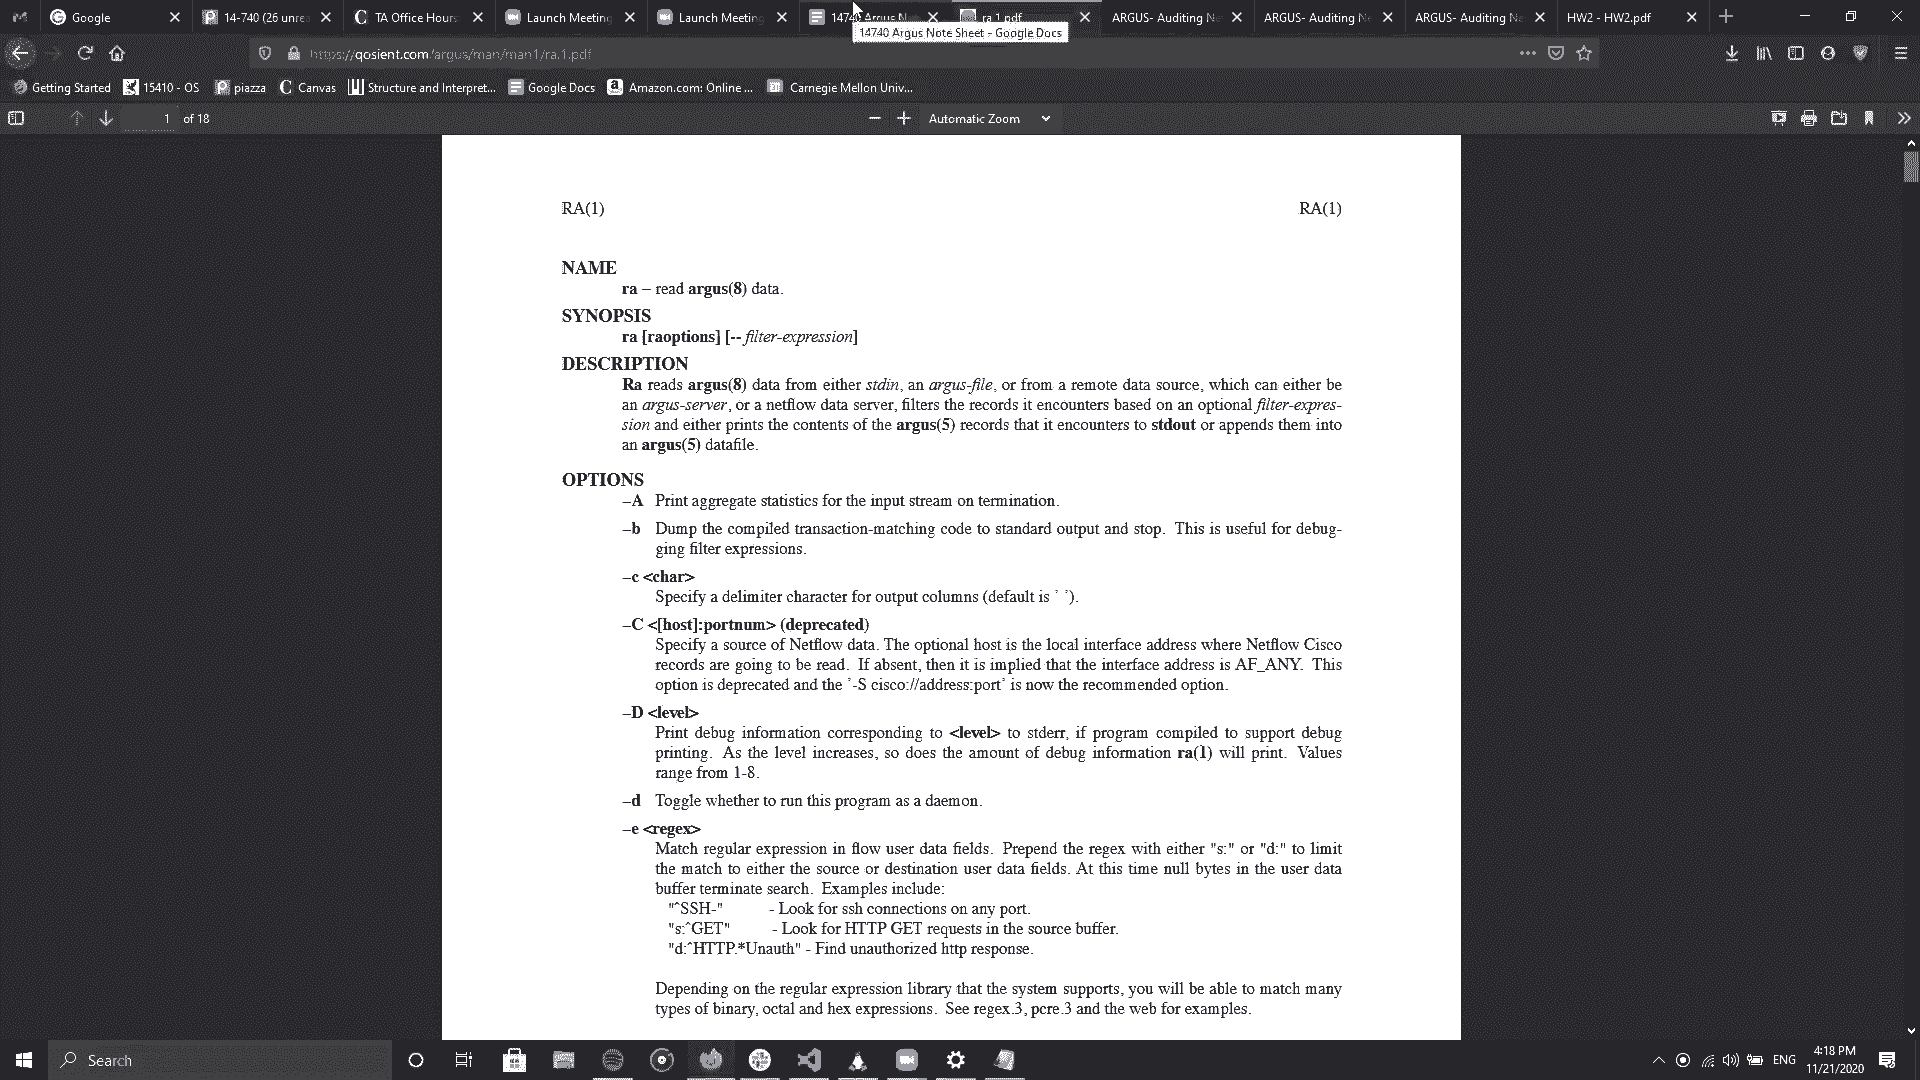 Google
14-740 (26 unrea
TA Office Hours
Launch Meeting
Launch Meeting
14740 Argus Not
ra.1.pdf
ARGUS- Auditing Ne
ARGUS- Auditing Ne
ARGUS- Auditing Ne
HW2 - HW2.pdf
14740 Argus Note Sheet - Google Docs
https://qosient.com/argus/man/man1/ra.1.pdf
Getting Started
15410 - OS
piazza
Canvas
Structure and Interpret...
Google Docs
Amazon.com: Online ...
Carnegie Mellon Univ...
1 of 18
Automatic Zoom
RA(1) RA(1)
NAME
ra – read argus(8) data.
SYNOPSIS
ra [raoptions] [-- filter-expression]
DESCRIPTION
Ra reads argus(8) data from either stdin, an argus-file, or from a remote data source, which can either be
an argus-server, or a netflow data server, filters the records it encounters based on an optional filter-expres-
sion and either prints the contents of the argus(5) records that it encounters to stdout or appends them into
an argus(5) datafile.
OPTIONS
–A Print aggregate statistics for the input stream on termination.
–b Dump the compiled transaction-matching code to standard output and stop. This is useful for debug-
ging filter expressions.
–c <char>
Specify a delimiter character for output columns (default is ' ').
–C <[host]:portnum> (deprecated)
Specify a source of Netflow data. The optional host is the local interface address where Netflow Cisco
records are going to be read. If absent, then it is implied that the interface address is AF_ANY. This
option is deprecated and the '-S cisco://address:port' is now the recommended option.
–D <level>
Print debug information corresponding to <level> to stderr, if program compiled to support debug
printing. As the level increases, so does the amount of debug information ra(1) will print. Values
range from 1-8.
–d Toggle whether to run this program as a daemon.
–e <regex>
Match regular expression in flow user data fields. Prepend the regex with either "s:" or "d:" to limit
the match to either the source or destination user data fields. At this time null bytes in the user data
buffer terminate search. Examples include:
"^SSH-" - Look for ssh connections on any port.
"s:^GET" - Look for HTTP GET requests in the source buffer.
"d:^HTTP.*Unauth" - Find unauthorized http response.
Depending on the regular expression library that the system supports, you will be able to match many
types of binary, octal and hex expressions. See regex.3, pcre.3 and the web for examples.
Search
ENG
4:18 PM
11/21/2020